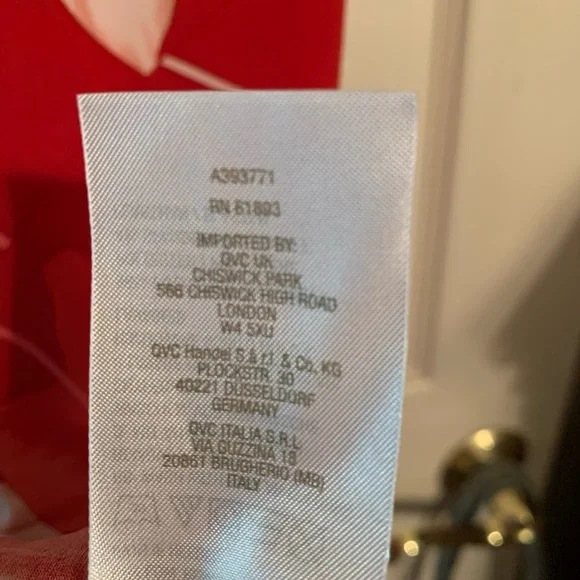 A393771
RN 61893
IMPORTED BY:
QVC UK
CHISWICK PARK
566 CHISWICK HIGH ROAD
LONDON
W4 5XU
QVC Handel S à r.l & Co. KG
PLOCKSTR. 30
40221 DÜSSELDORF
GERMANY
QVC ITALIA S.R.L
VIA GUZZINA 18
20861 BRUGHERIO (MB)
ITALY